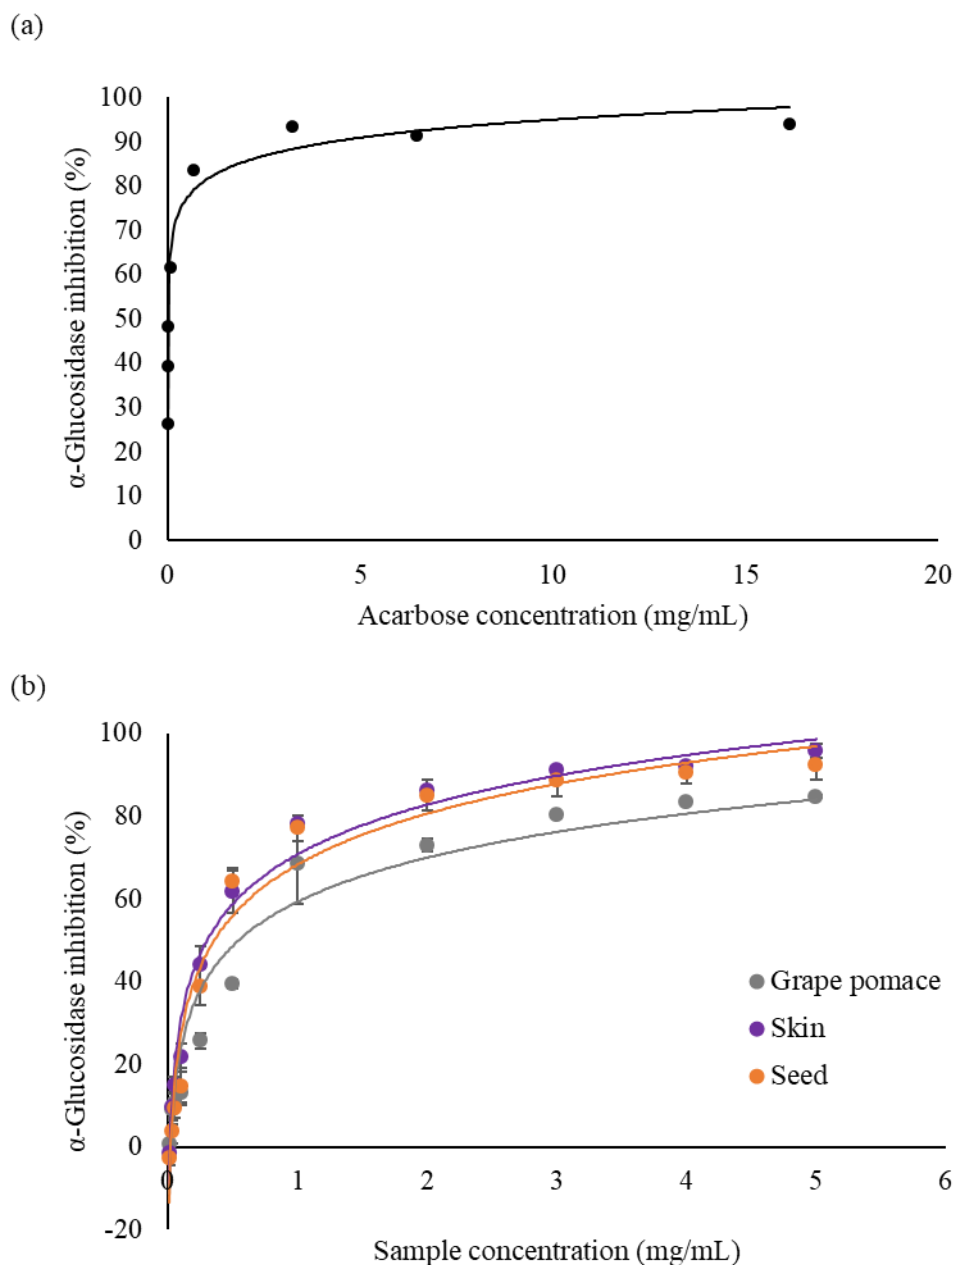 (a)
100
90
80
70
60
50
40
30
20
10
0
α-Glucosidase inhibition (%)
0 5 10 15 20
Acarbose concentration (mg/mL)
(b)
100
80
60
40
20
0
-20
α-Glucosidase inhibition (%)
Grape pomace
Skin
Seed
0 1 2 3 4 5 6
Sample concentration (mg/mL)